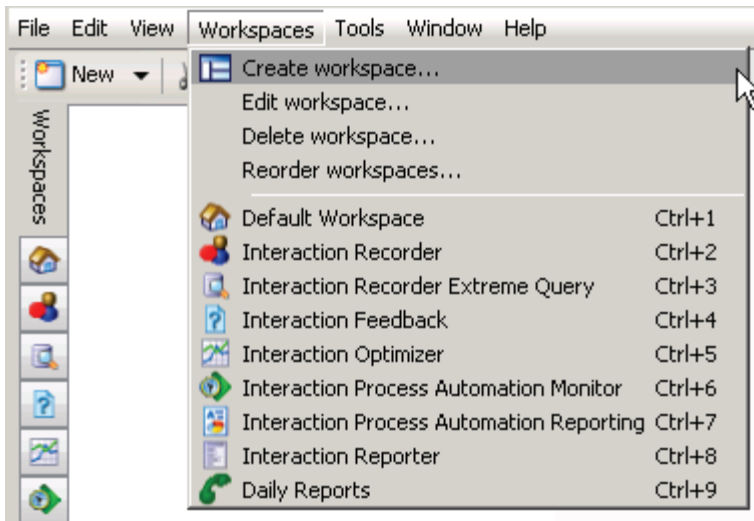 File Edit View Workspaces Tools Window Help
New
Workspaces
Create workspace...
Edit workspace...
Delete workspace...
Reorder workspaces...
Default Workspace Ctrl+1
Interaction Recorder Ctrl+2
Interaction Recorder Extreme Query Ctrl+3
Interaction Feedback Ctrl+4
Interaction Optimizer Ctrl+5
Interaction Process Automation Monitor Ctrl+6
Interaction Process Automation Reporting Ctrl+7
Interaction Reporter Ctrl+8
Daily Reports Ctrl+9